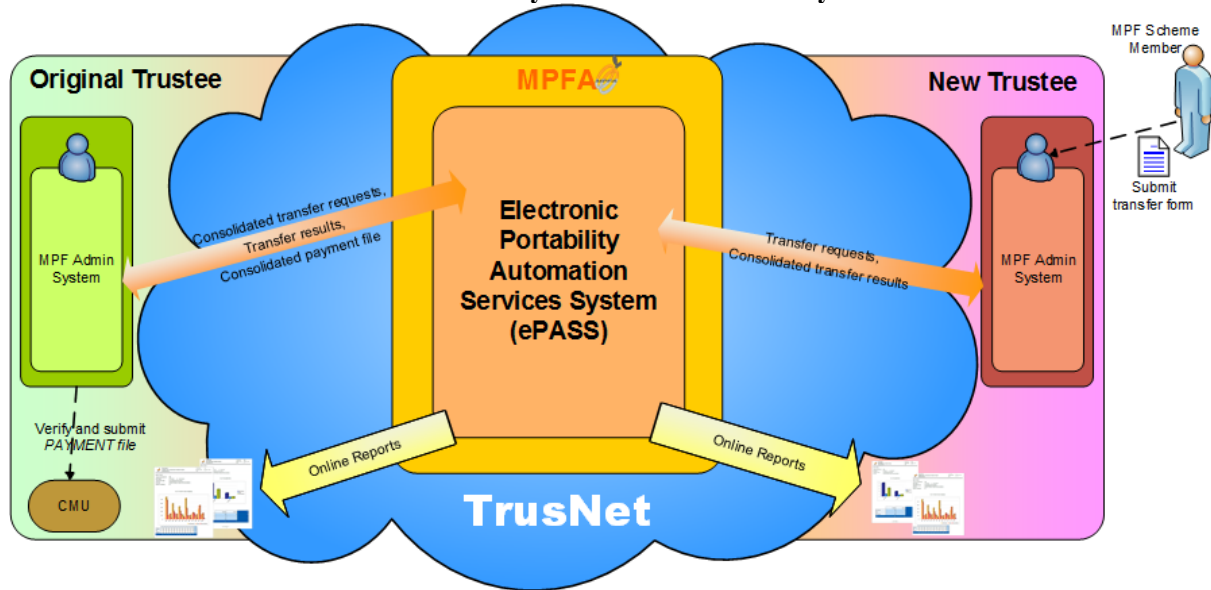 Original Trustee
MPFA
New Trustee
MPF Scheme
Member
Submit
transfer form
MPF Admin
System
Consolidated transfer requests,
Transfer results,
Consolidated payment file
Electronic
Portability
Automation
Services System
(ePASS)
Transfer requests,
Consolidated transfer results
MPF Admin
System
Verify and submit
PAYMENT file
CMU
Online Reports
Online Reports
TrusNet